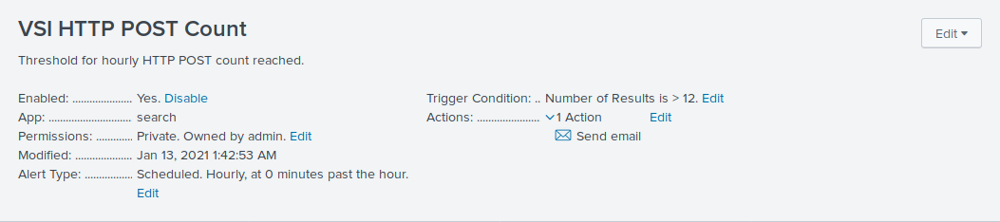 VSI HTTP POST Count
Edit
Threshold for hourly HTTP POST count reached.
Enabled: ..................... Yes. Disable
App: ............................. search
Permissions: ............. Private. Owned by admin. Edit
Modified: .................... Jan 13, 2021 1:42:53 AM
Alert Type: ................. Scheduled. Hourly, at 0 minutes past the hour.
Edit
Trigger Condition: .. Number of Results is > 12. Edit
Actions: ...................... 1 Action Edit
Send email